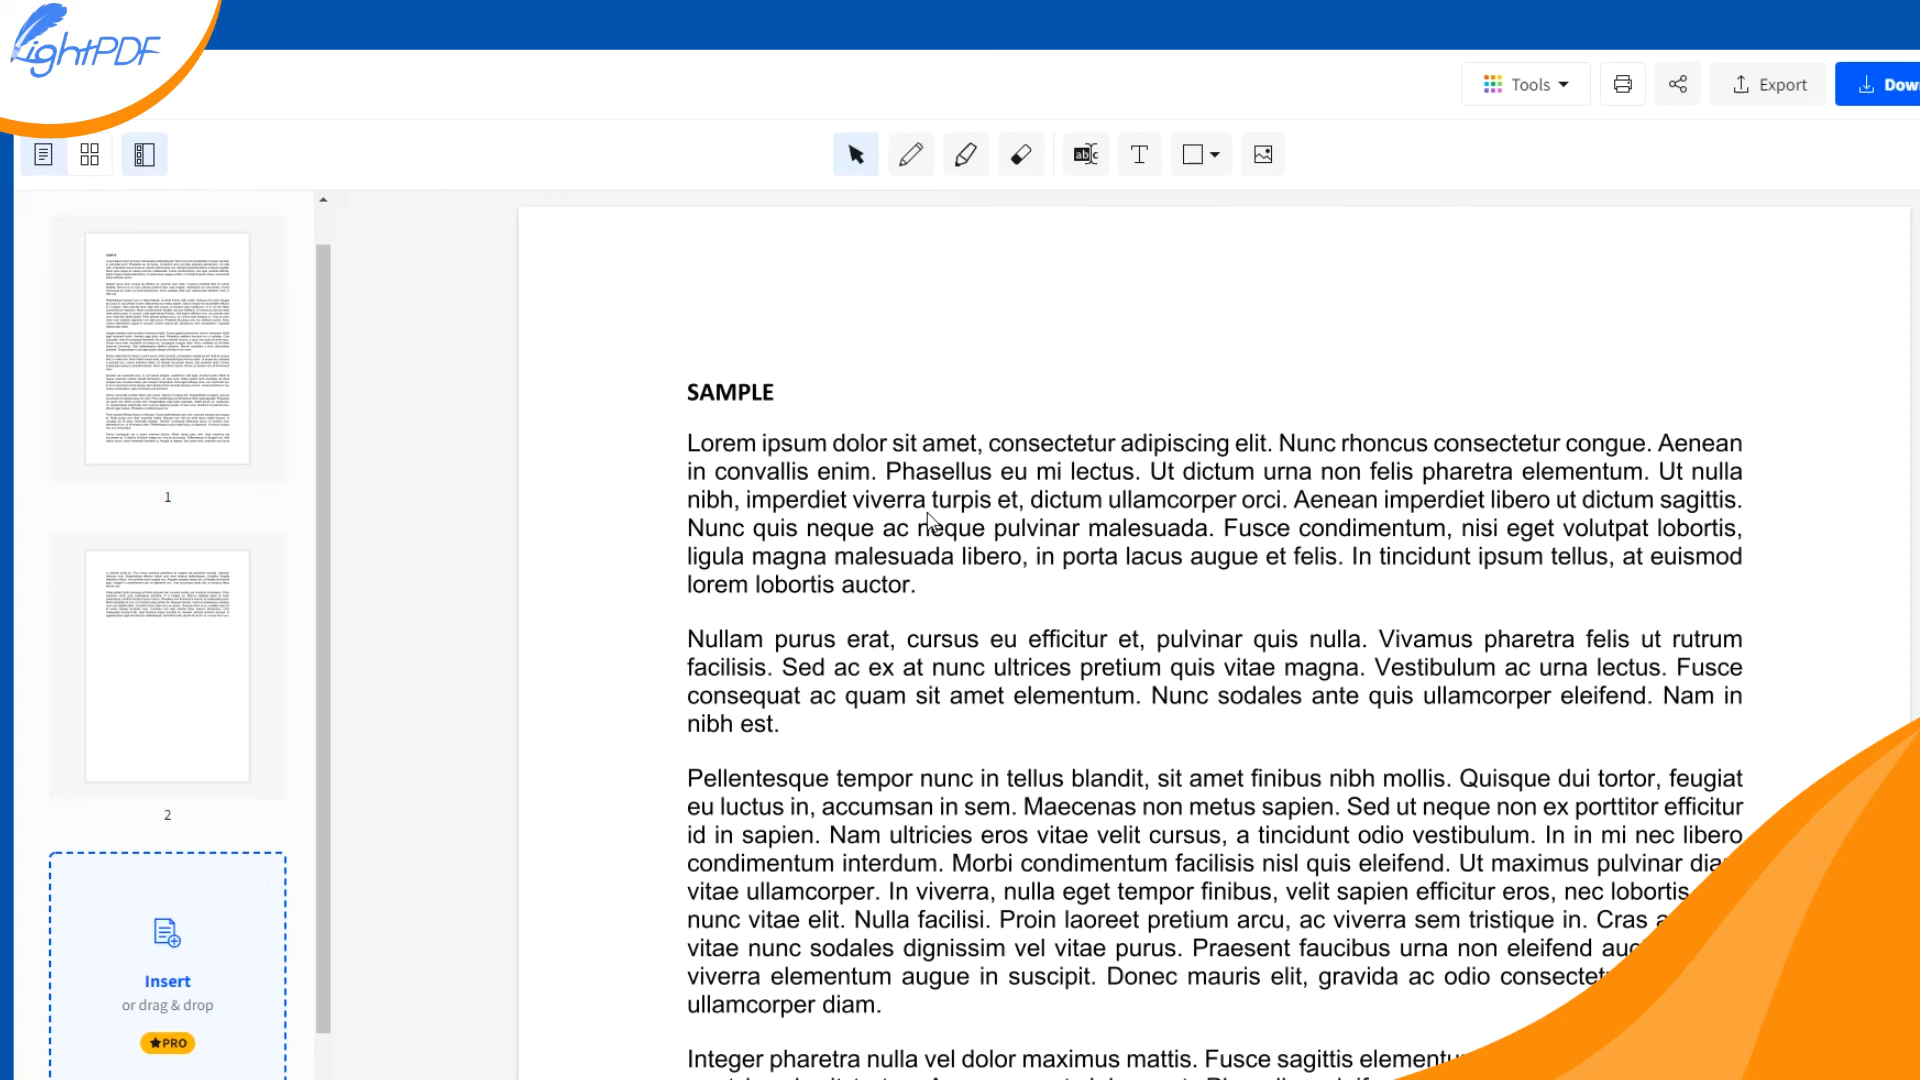 LightPDF
Tools
Export
Down
abc
T
1
2
Insert
or drag & drop
PRO
SAMPLE
Lorem ipsum dolor sit amet, consectetur adipiscing elit. Nunc rhoncus consectetur congue. Aenean
in convallis enim. Phasellus eu mi lectus. Ut dictum urna non felis pharetra elementum. Ut nulla
nibh, imperdiet viverra turpis et, dictum ullamcorper orci. Aenean imperdiet libero ut dictum sagittis.
Nunc quis neque ac neque pulvinar malesuada. Fusce condimentum, nisi eget volutpat lobortis,
ligula magna malesuada libero, in porta lacus augue et felis. In tincidunt ipsum tellus, at euismod
lorem lobortis auctor.
Nullam purus erat, cursus eu efficitur et, pulvinar quis nulla. Vivamus pharetra felis ut rutrum
facilisis. Sed ac ex at nunc ultrices pretium quis vitae magna. Vestibulum ac urna lectus. Fusce
consequat ac quam sit amet elementum. Nunc sodales ante quis ullamcorper eleifend. Nam in
nibh est.
Pellentesque tempor nunc in tellus blandit, sit amet finibus nibh mollis. Quisque dui tortor, feugiat
eu luctus in, accumsan in sem. Maecenas non metus sapien. Sed ut neque non ex porttitor efficitur
id in sapien. Nam ultricies eros vitae velit cursus, a tincidunt odio vestibulum. In in mi nec libero
condimentum interdum. Morbi condimentum facilisis nisl quis eleifend. Ut maximus pulvinar
vitae ullamcorper. In viverra, nulla eget tempor finibus, velit sapien efficitur eros, nec lobortis
nunc vitae elit. Nulla facilisi. Proin laoreet pretium arcu, ac viverra sem tristique in. Cras
vitae nunc sodales dignissim vel vitae purus. Praesent faucibus urna non eleifend
viverra elementum augue in suscipit. Donec mauris elit, gravida ac odio
ullamcorper diam.
Integer pharetra nulla vel dolor maximus mattis. Fusce sagittis